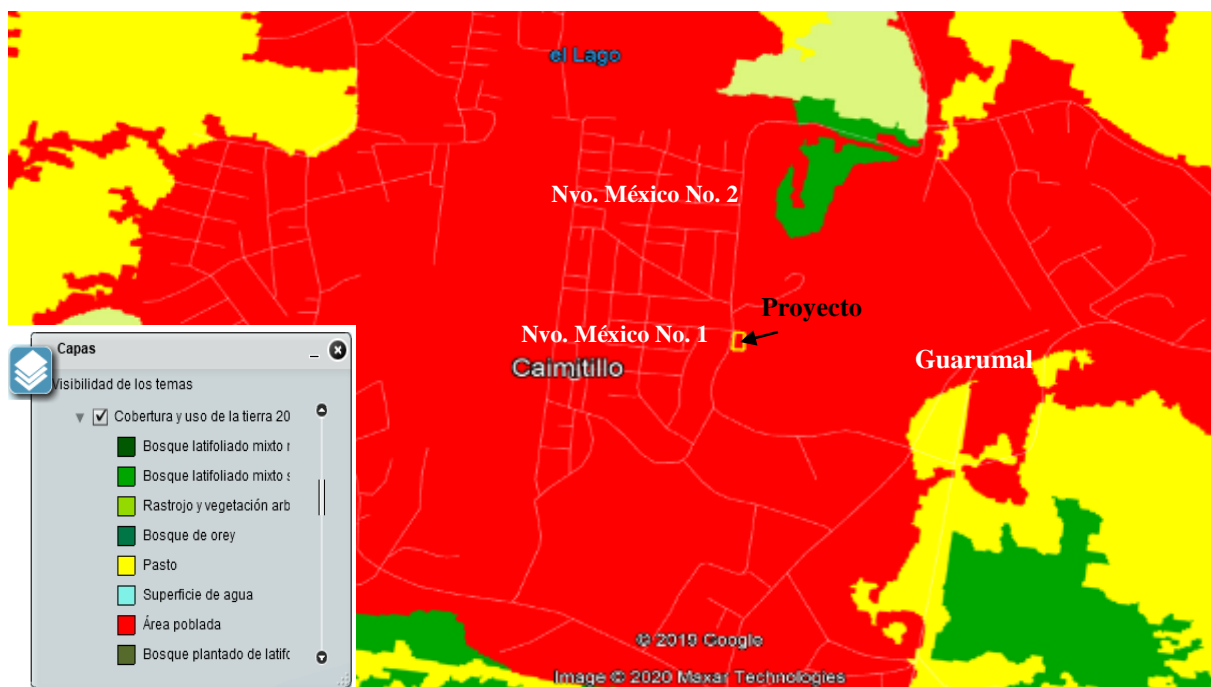 el Lago
Nvo. México No. 2
Proyecto
Nvo. México No. 1
Caimitillo
Guarumal
Capas
Visibilidad de los temas
Cobertura y uso de la tierra 20
Bosque latifoliado mixto r
Bosque latifoliado mixto s
Rastrojo y vegetación arb
Bosque de orey
Pasto
Superficie de agua
Área poblada
Bosque plantado de latifo
© 2019 Google
Image © 2020 Maxar Technologies